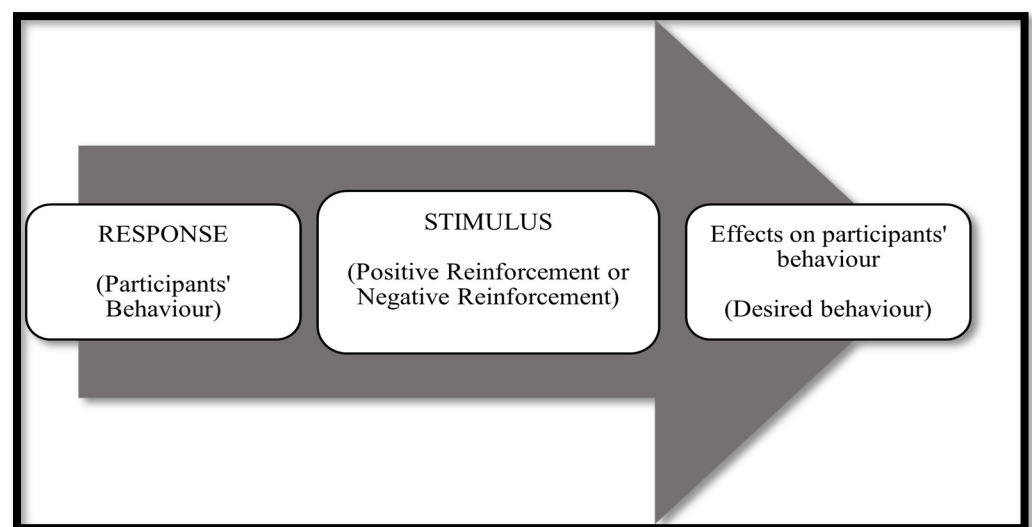 RESPONSE
(Participants'
Behaviour)
STIMULUS
(Positive Reinforcement or
Negative Reinforcement)
Effects on participants'
behaviour
(Desired behaviour)